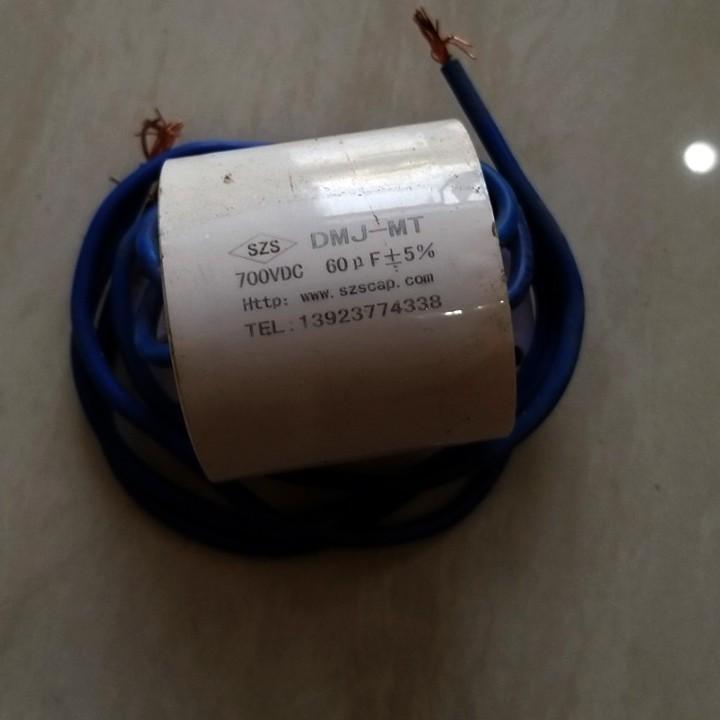 SZS DMJ-MT
700VDC 60μF±5%
Http: www.szscap.com
TEL:13923774338